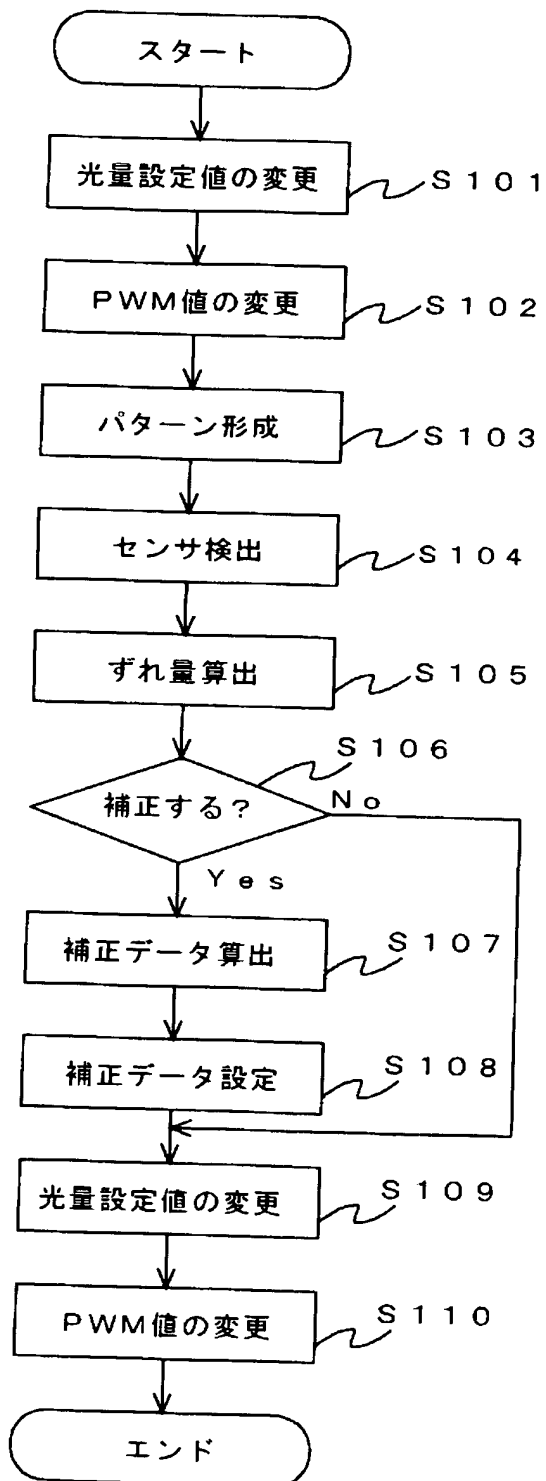 スタート
光量設定値の変更
S101
PWM値の変更
S102
パターン形成
S103
センサ検出
S104
ずれ量算出
S105
S106
補正する?
No
Yes
補正データ算出
S107
補正データ設定
S108
光量設定値の変更
S109
PWM値の変更
S110
エンド